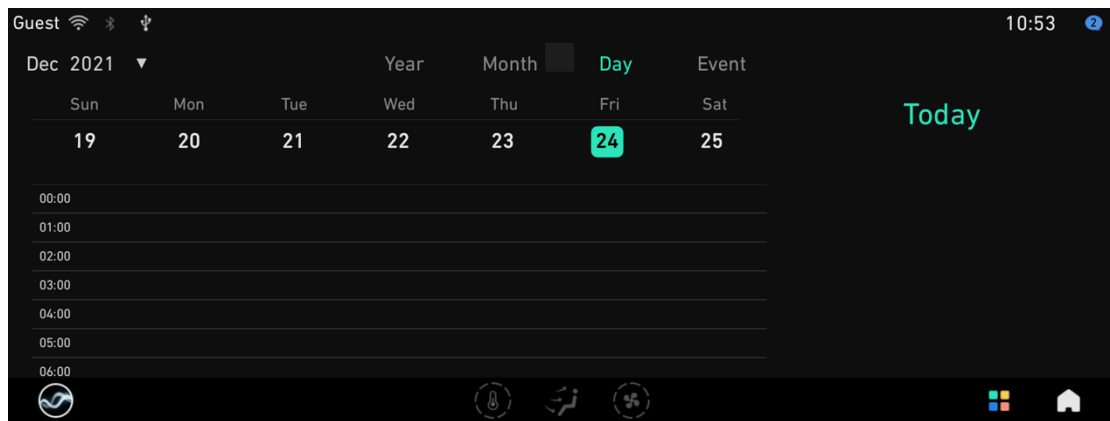 Guest 10:53 2
Dec 2021 ▼ Year Month Day Event
Sun Mon Tue Wed Thu Fri Sat
Today
19 20 21 22 23 24 25
00:00
01:00
02:00
03:00
04:00
05:00
06:00